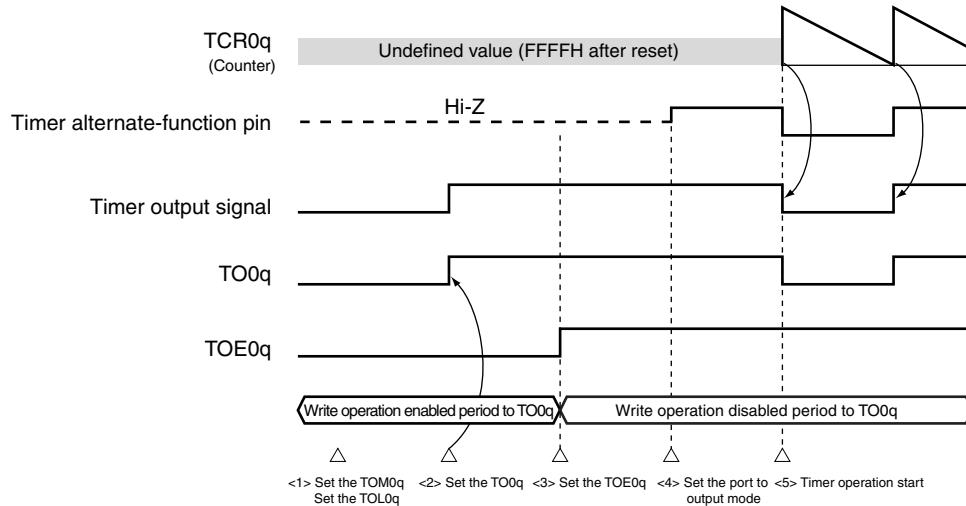 TCR0q
(Counter)
Undefined value (FFFFH after reset)
Hi-Z
Timer alternate-function pin
Timer output signal
TO0q
TOE0q
Write operation enabled period to TO0q
Write operation disabled period to TO0q
<1> Set the TOM0q
Set the TOL0q
<2> Set the TO0q
<3> Set the TOE0q
<4> Set the port to
output mode
<5> Timer operation start